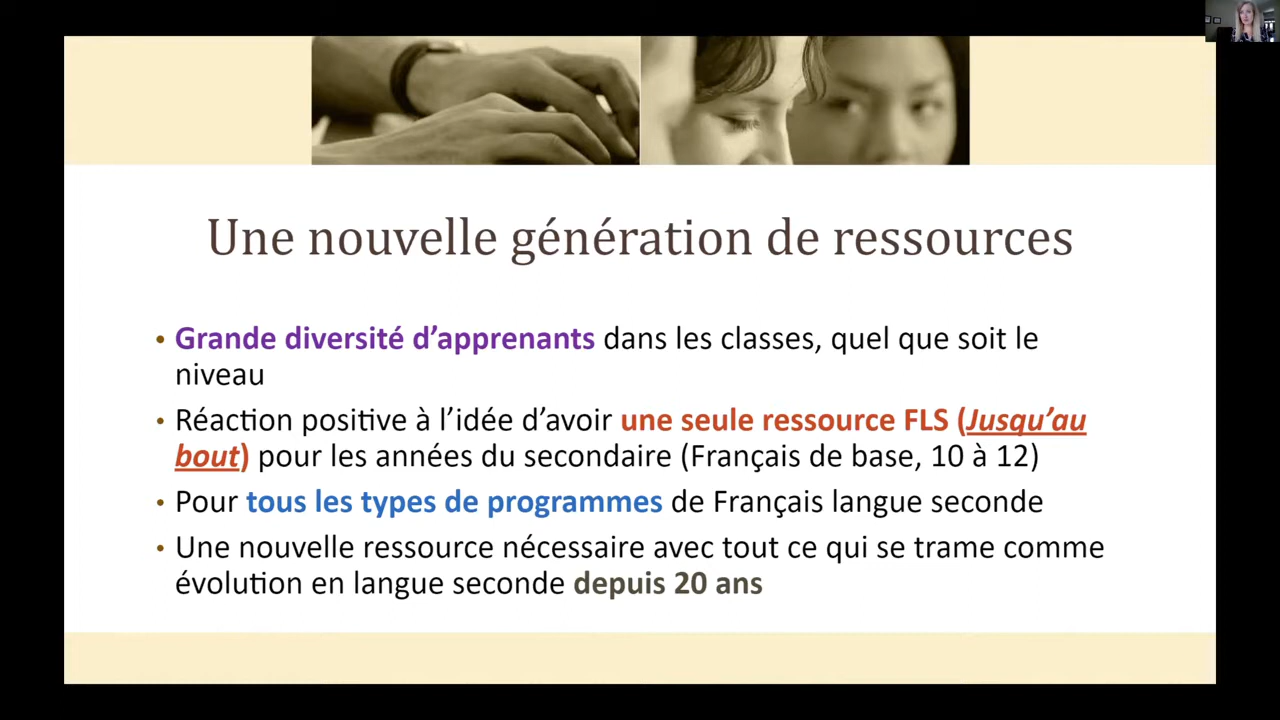 Une nouvelle génération de ressources
• Grande diversité d’apprenants dans les classes, quel que soit le
niveau
• Réaction positive à l’idée d’avoir une seule ressource FLS (Jusqu’au
bout) pour les années du secondaire (Français de base, 10 à 12)
• Pour tous les types de programmes de Français langue seconde
• Une nouvelle ressource nécessaire avec tout ce qui se trame comme
évolution en langue seconde depuis 20 ans